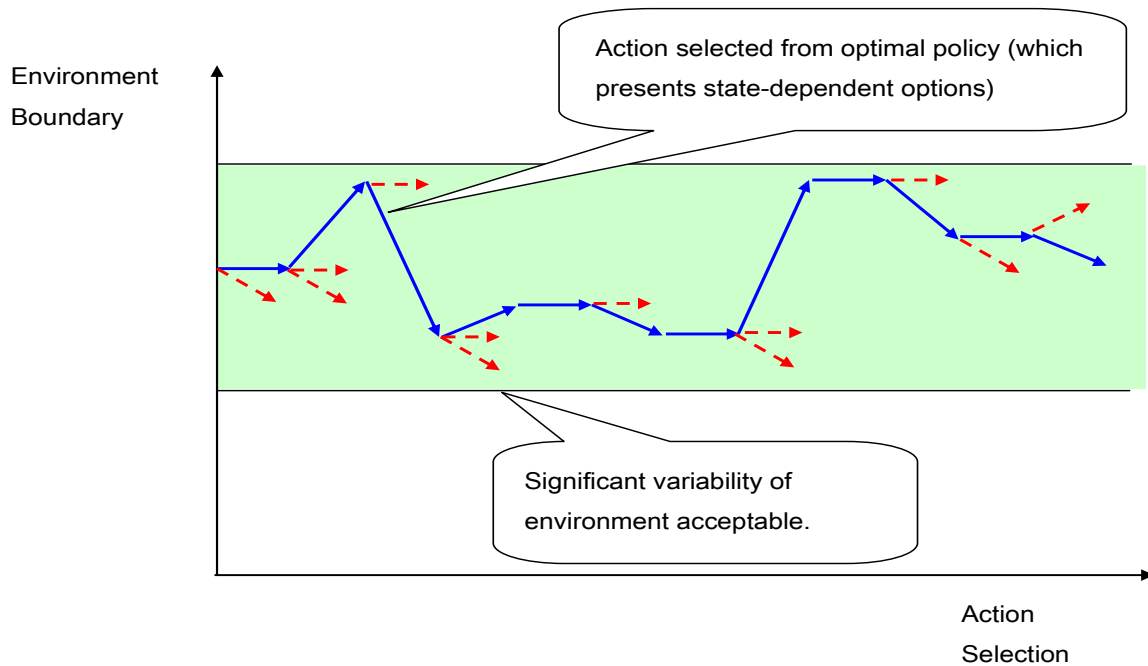 Environment
Boundary
Action selected from optimal policy (which
presents state-dependent options)
Significant variability of
environment acceptable.
Action
Selection